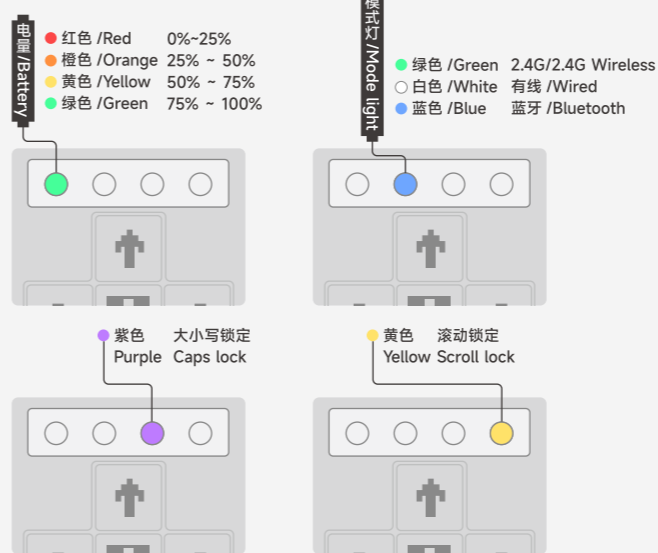 电量/Battery
红色 /Red 0%~25%
橙色 /Orange 25% ~ 50%
黄色 /Yellow 50% ~ 75%
绿色 /Green 75% ~ 100%
模式灯/Mode light
绿色 /Green 2.4G/2.4G Wireless
白色 /White 有线 /Wired
蓝色 /Blue 蓝牙 /Bluetooth
紫色 大小写锁定
Purple Caps lock
黄色 滚动锁定
Yellow Scroll lock